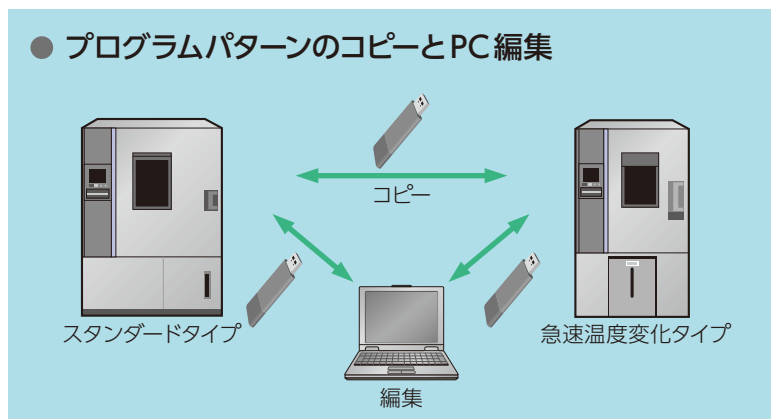 ● プログラムパターンのコピーとPC編集
コピー
スタンダードタイプ
急速温度変化タイプ
編集